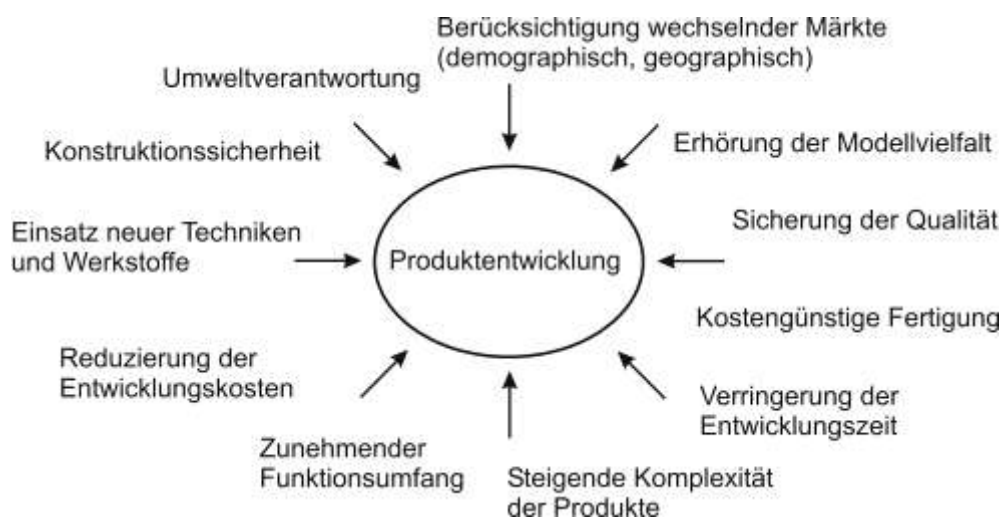 Berücksichtigung wechselnder Märkte
(demographisch, geographisch)
Umweltverantwortung
Erhörung der Modellvielfalt
Konstruktionssicherheit
Sicherung der Qualität
Einsatz neuer Techniken
und Werkstoffe
Produktentwicklung
Kostengünstige Fertigung
Reduzierung der
Entwicklungskosten
Verringerung der
Entwicklungszeit
Zunehmender
Funktionsumfang
Steigende Komplexität
der Produkte